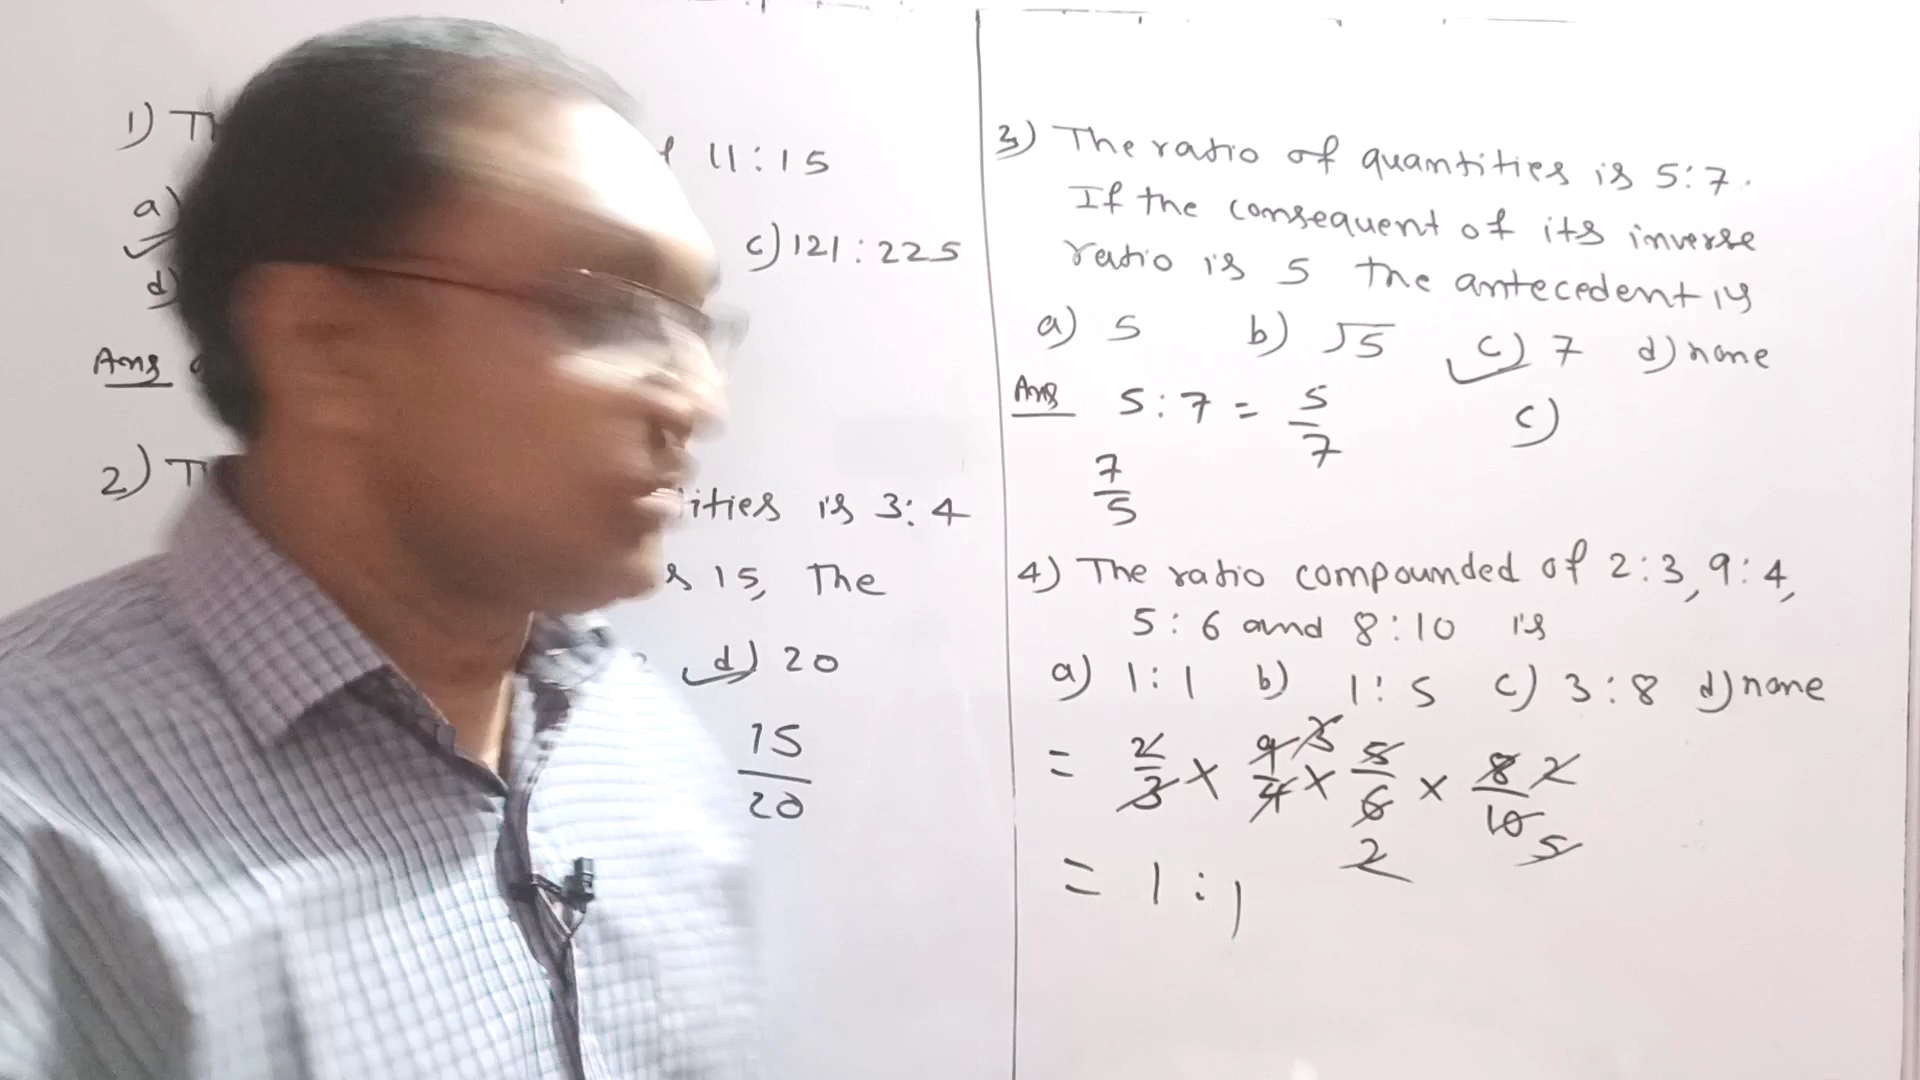 1)
11:15
a)
c) 121:225
d)
Ans
2)
is 3:4
15, The
d) 20
15
20
3) The ratio of quantities is 5:7.
If the consequent of its inverse
ratio is 5 the antecedent is
a) 5 b) √5 c) 7 d) none
Ans 5:7 = 5/7 c)
7/5
4) The ratio compounded of 2:3, 9:4,
5:6 and 8:10 is
a) 1:1 b) 1:5 c) 3:8 d) none
= 2/3 × 9/4 3 × 5/6 × 8/10 2
2 5
= 1:1